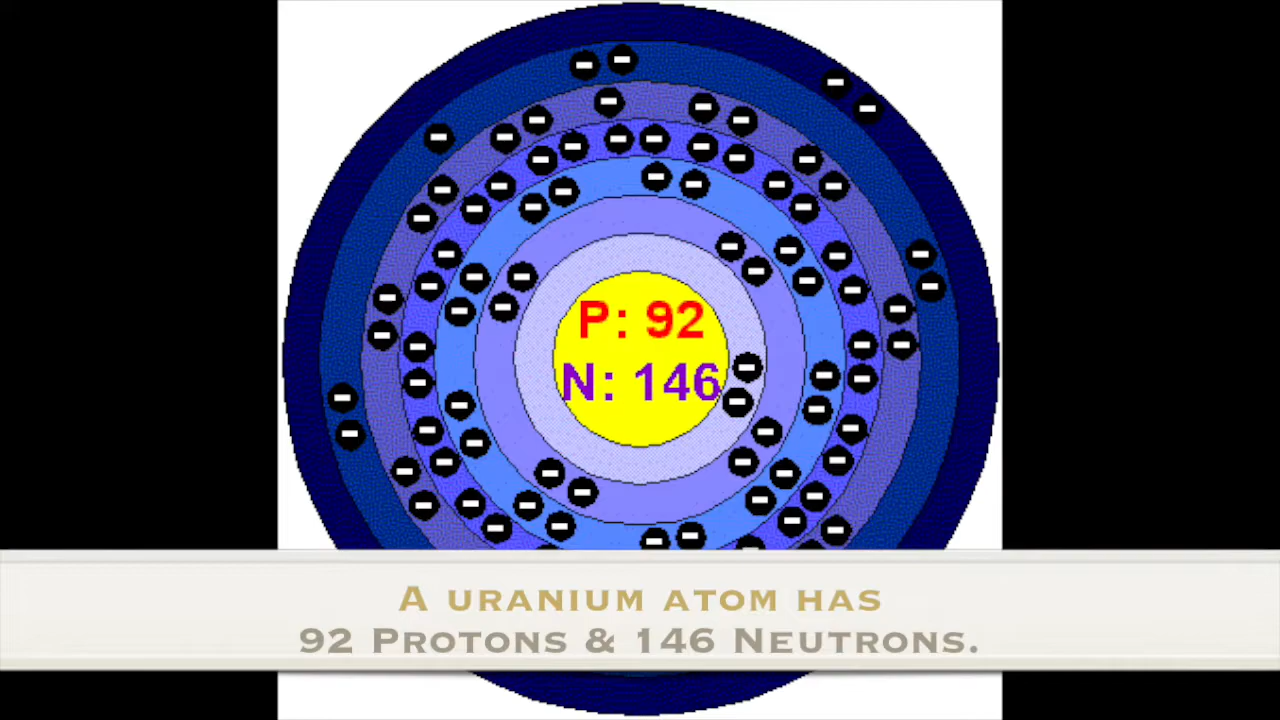 P: 92
N: 146
A URANIUM ATOM HAS
92 PROTONS & 146 NEUTRONS.